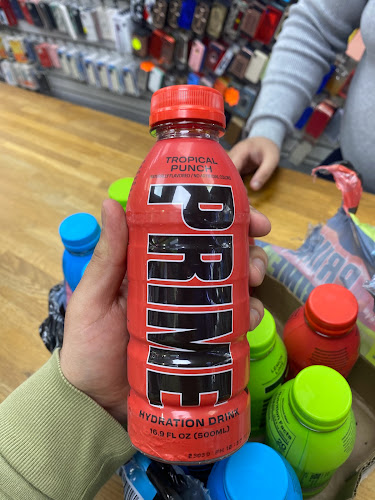 TROPICAL
PUNCH
PRIME
HYDRATION DRINK
16.9 FL OZ (500ML)